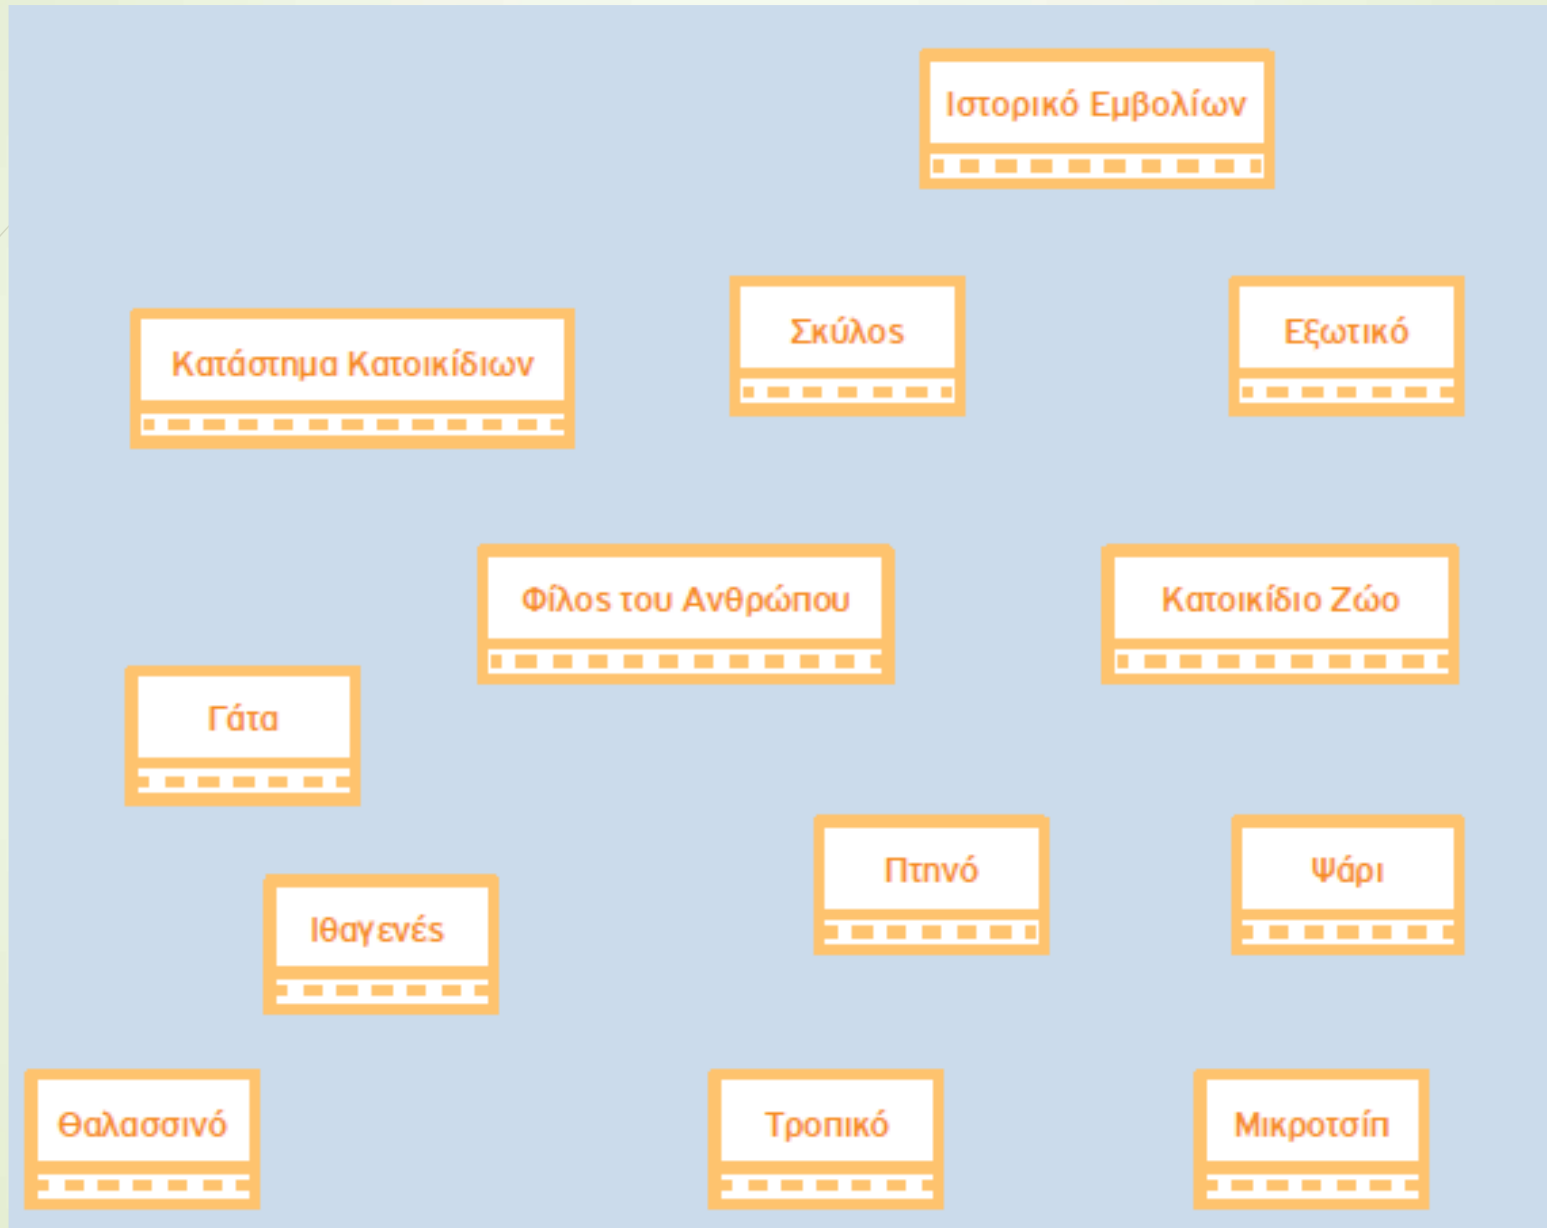 Ιστορικό Εμβολίων
Σκύλος
Εξωτικό
Κατάστημα Κατοικίδιων
Φίλος του Ανθρώπου
Κατοικίδιο Ζώο
Γάτα
Πτηνό
Ψάρι
Ιθαγενές
Θαλασσινό
Τροπικό
Μικροτσίπ